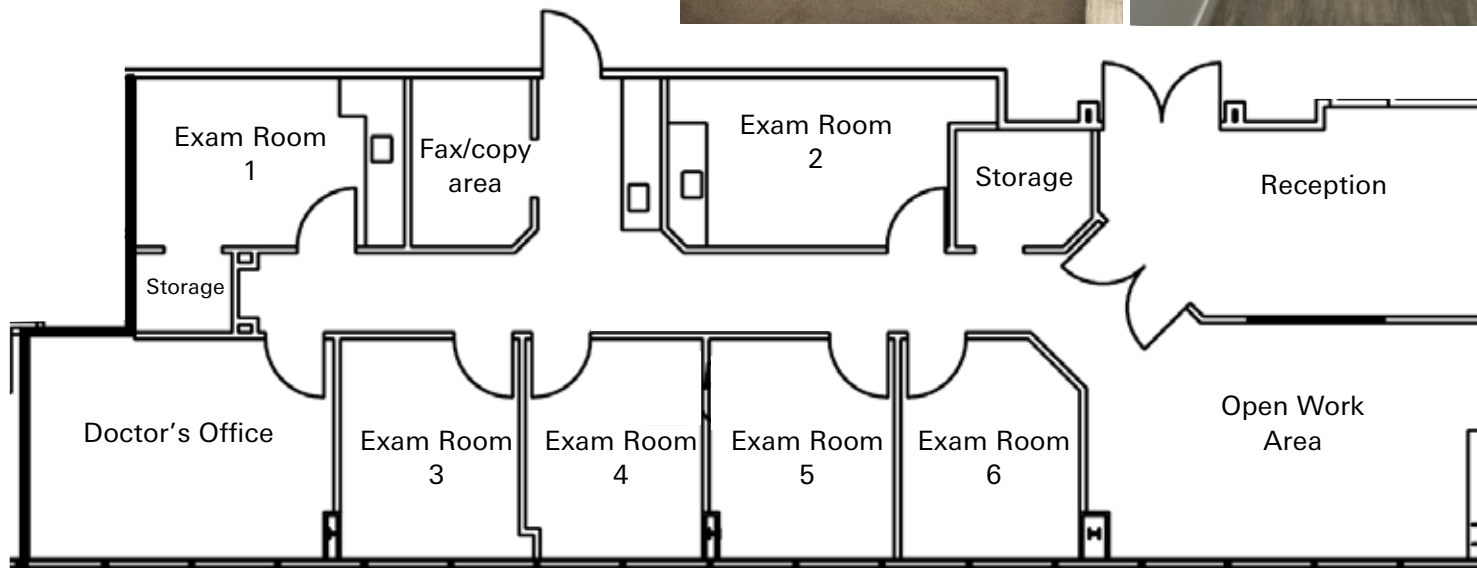 Exam Room
1
Fax/copy
area
Exam Room
2
Storage
Reception
Storage
Doctor's Office
Exam Room
3
Exam Room
4
Exam Room
5
Exam Room
6
Open Work
Area